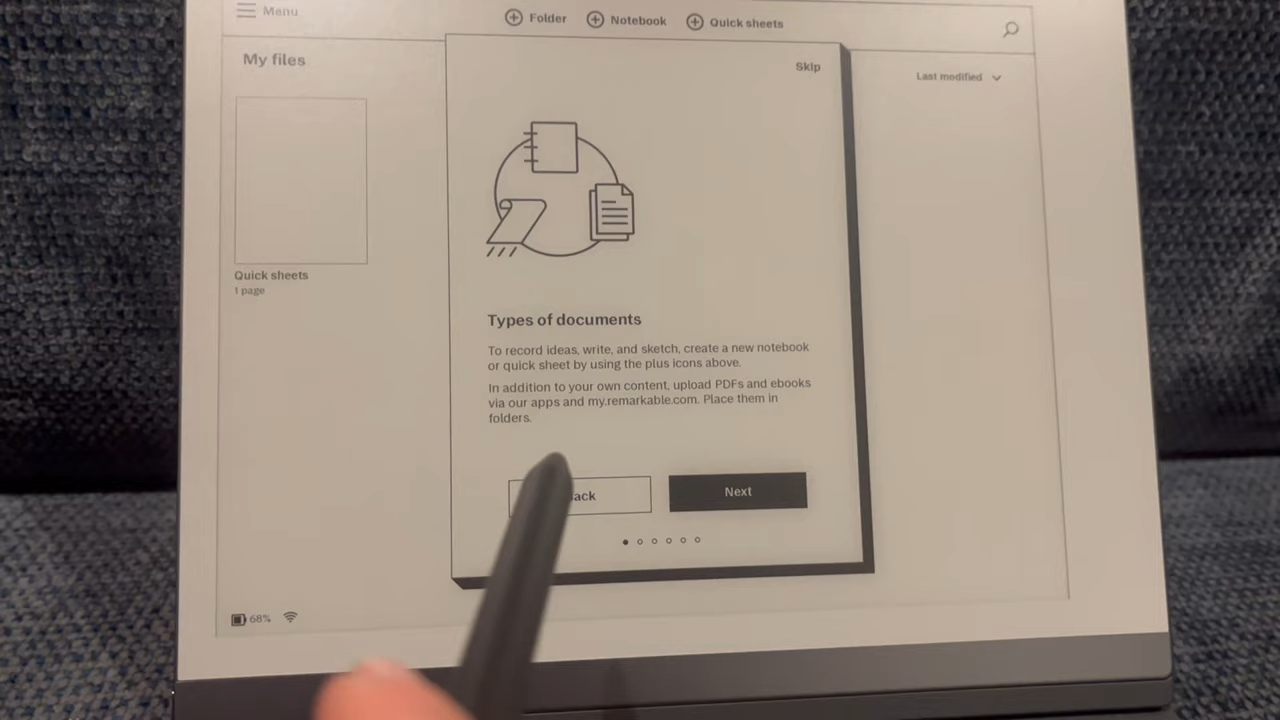 Menu
Folder
Notebook
Quick sheets
My files
Skip
Last modified
Quick sheets
1 page
Types of documents
To record ideas, write, and sketch, create a new notebook
or quick sheet by using the plus icons above.
In addition to your own content, upload PDFs and ebooks
via our apps and my.remarkable.com. Place them in
folders.
Next
68%